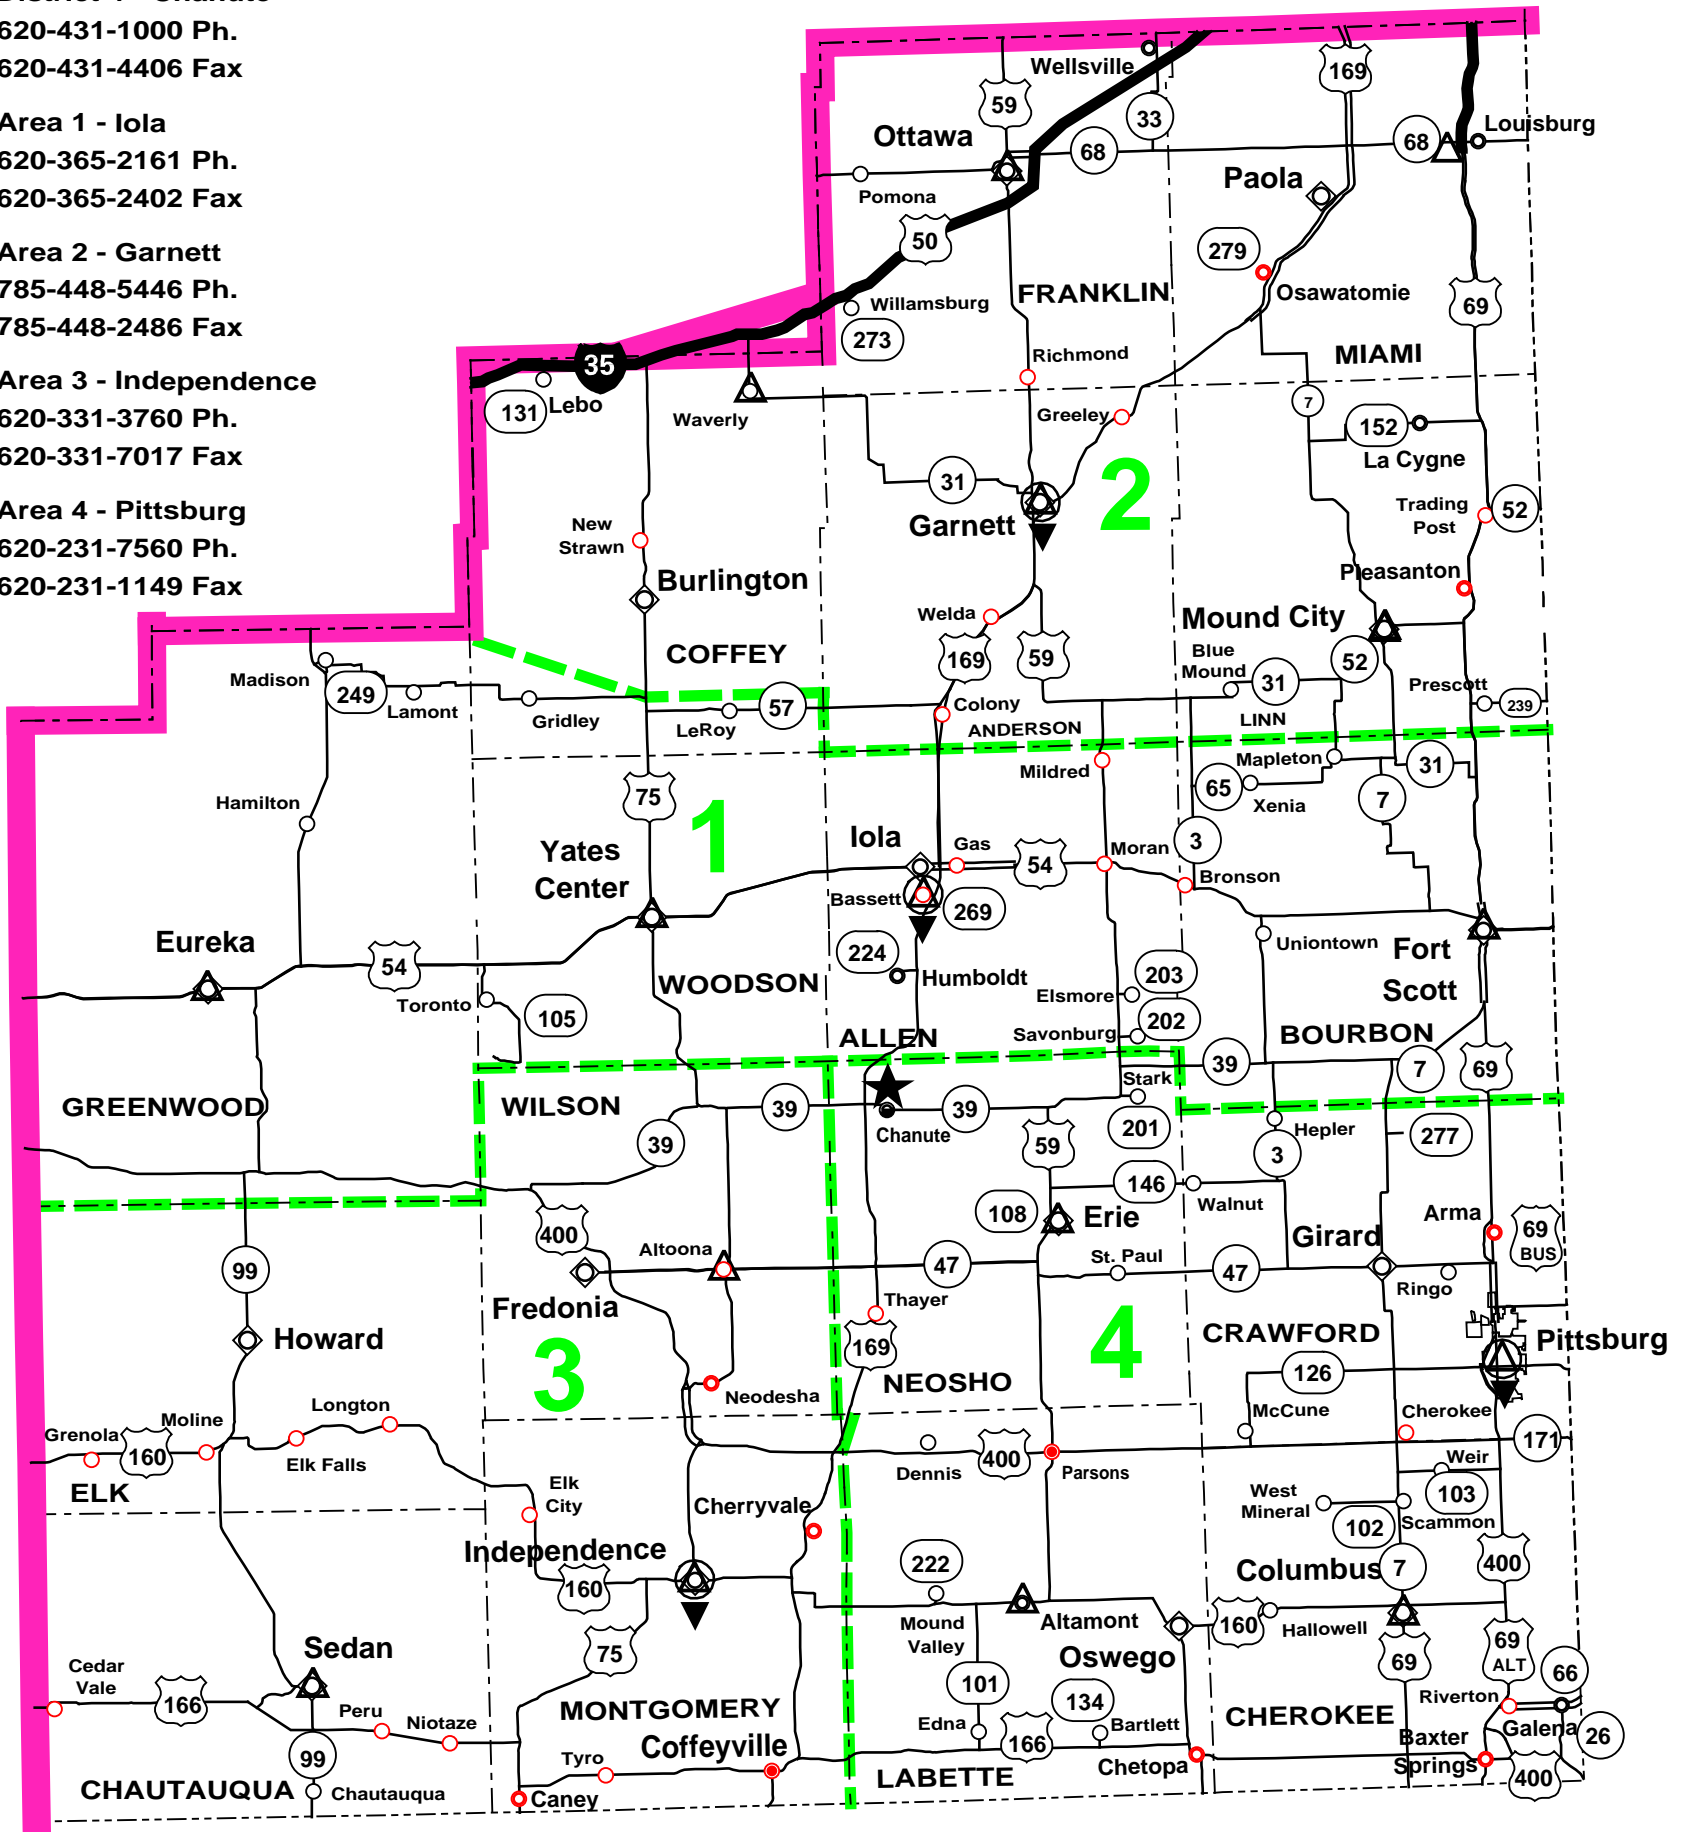 620-431-1000 Ph.
620-431-4406 Fax
Area 1 - Iola
620-365-2161 Ph.
620-365-2402 Fax
Area 2 - Garnett
785-448-5446 Ph.
785-448-2486 Fax
Area 3 - Independence
620-331-3760 Ph.
620-331-7017 Fax
Area 4 - Pittsburg
620-231-7560 Ph.
620-231-1149 Fax
Wellsville
169
59
33
Ottawa
68
68
Louisburg
Pomona
Paola
50
279
Willamsburg
FRANKLIN
Osawatomie
69
273
Richmond
MIAMI
35
131
Lebo
Waverly
Greeley
7
152
La Cygne
31
2
Garnett
Trading
Post
52
New
Strawn
Burlington
Pleasanton
Welda
Mound City
COFFEY
169
59
Blue
Mound
52
31
Madison
249
Lamont
Gridley
LeRoy
57
Colony
ANDERSON
LINN
Prescott
239
Mildred
Mapleton
31
65
Xenia
7
Hamilton
75
1
Iola
Gas
54
Moran
3
Bronson
Yates
Center
Bassett
269
Eureka
54
224
Humboldt
Uniontown
Fort
Scott
WOODSON
203
Elsmore
Toronto
105
202
Savonburg
ALLEN
BOURBON
39
7
69
Stark
GREENWOOD
WILSON
39
39
Chanute
39
201
Hepler
277
59
3
146
Walnut
108
Erie
Arma
69
BUS
400
Altoona
Girard
99
47
St. Paul
47
Ringo
Fredonia
Thayer
Howard
169
4
CRAWFORD
Pittsburg
3
126
Neodesha
NEOSHO
McCune
Cherokee
Moline
Longton
Grenola
160
Elk Falls
171
Dennis
400
Parsons
Weir
ELK
Elk
City
Cherryvale
West
Mineral
103
102
Scammon
Independence
160
222
Columbus
7
400
Mound
Valley
Altamont
160
Hallowell
Sedan
75
Oswego
69
69
ALT
66
Cedar
Vale
166
101
134
Riverton
Peru
Niotaze
MONTGOMERY
Edna
Bartlett
CHEROKEE
Galena
26
99
Coffeyville
166
Baxter
Springs
Tyro
Chetopa
400
CHAUTAUQUA
Chautauqua
Caney
LABETTE